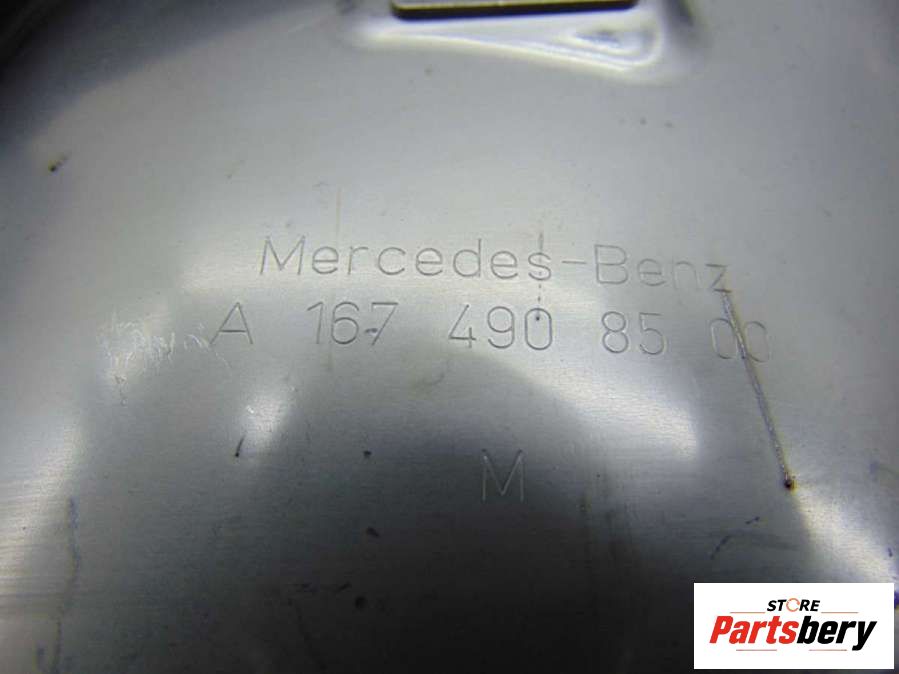 Mercedes-Benz
A 167 490 85 00
M
STORE
Partsbery